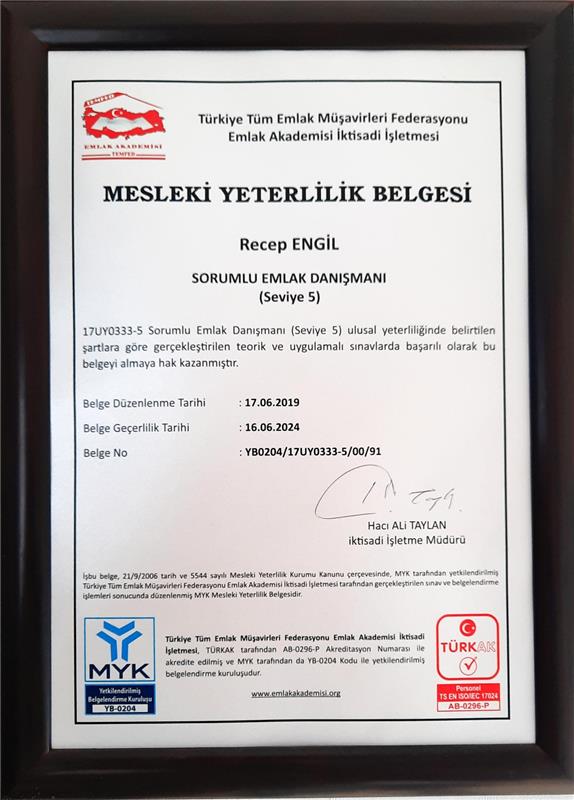 TEMFED
EMLAK AKADEMİSİ
TEMFED
Türkiye Tüm Emlak Müşavirleri Federasyonu
Emlak Akademisi İktisadi İşletmesi
MESLEKİ YETERLİLİK BELGESİ
Recep ENGİL
SORUMLU EMLAK DANIŞMANI
(Seviye 5)
17UY0333-5 Sorumlu Emlak Danışmanı (Seviye 5) ulusal yeterliliğinde belirtilen
şartlara göre gerçekleştirilen teorik ve uygulamalı sınavlarda başarılı olarak bu
belgeyi almaya hak kazanmıştır.
Belge Düzenlenme Tarihi : 17.06.2019
Belge Geçerlilik Tarihi : 16.06.2024
Belge No : YB0204/17UY0333-5/00/91
Hacı ALi TAYLAN
iktisadi İşletme Müdürü
İşbu belge, 21/9/2006 tarih ve 5544 sayılı Mesleki Yeterlilik Kurumu Kanunu çerçevesinde, MYK tarafından yetkilendirilmiş
Türkiye Tüm Emlak Müşavirleri Federasyonu Emlak Akademisi İktisadi İşletmesi tarafından gerçekleştirilen sınav ve belgelendirme
işlemleri sonucunda düzenlenmiş MYK Mesleki Yeterlilik Belgesidir.
MYK
Yetkilendirilmiş
Belgelendirme Kuruluşu
YB-0204
Türkiye Tüm Emlak Müşavirleri Federasyonu Emlak Akademisi İktisadi
İşletmesi, TÜRKAK tarafından AB-0296-P Akreditasyon Numarası ile
akredite edilmiş ve MYK tarafından da YB-0204 Kodu ile yetkilendirilmiş
belgelendirme kuruluşudur.
www.emlakakademisi.org
TÜRKAK
Personel
TS EN ISO/IEC 17024
AB-0296-P